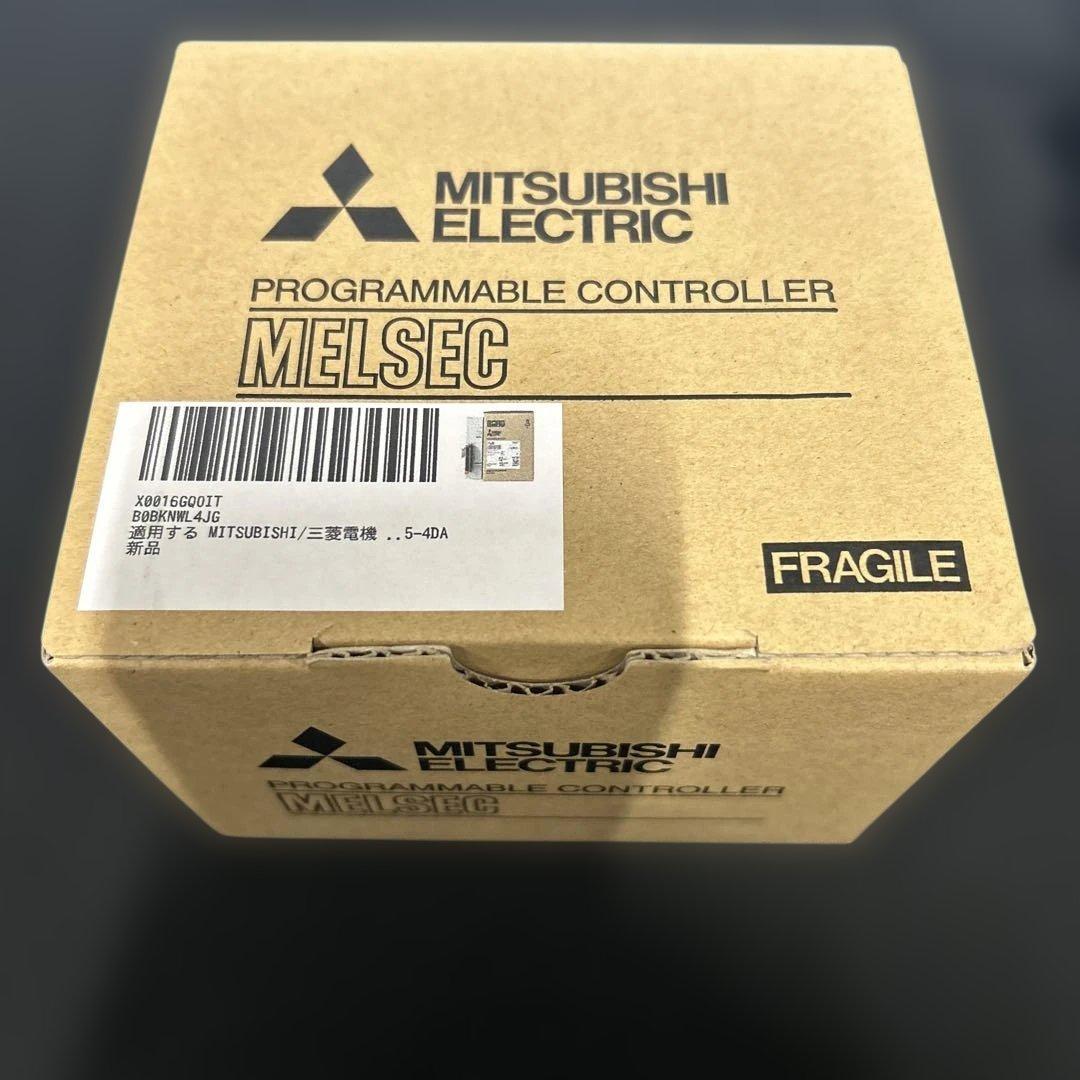 MITSUBISHI
ELECTRIC
PROGRAMMABLE CONTROLLER
MELSEC
X0016GQOIT
B0BKNWL4JG
適用する MITSUBISHI/三菱電機 ..5-4DA
新品
FRAGILE
MITSUBISHI
ELECTRIC
PROGRAMMABLE CONTROLLER
MELSEC